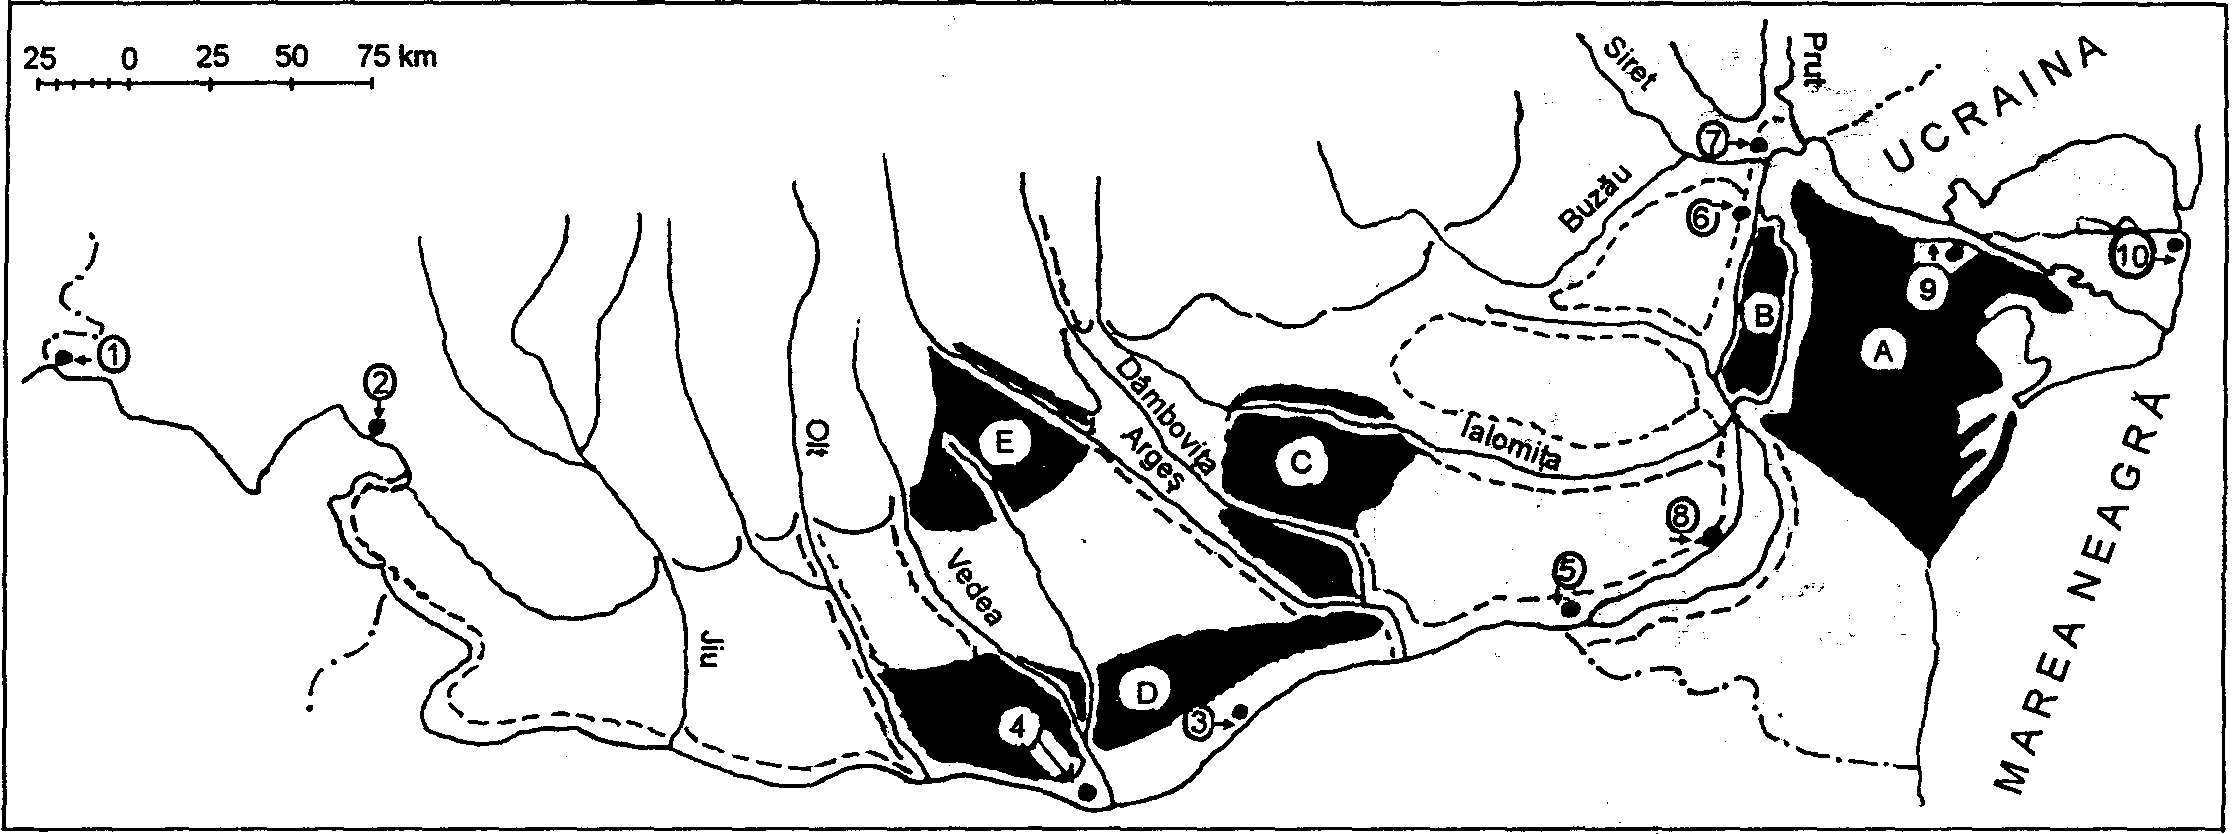 25 0 25 50 75 km
Siret
Prut
UCRAINA
7
Buzău
6
10
9
1
2
B
A
Dâmbovița
Olt
E
Argeș
C
Ialomița
8
5
Vedea
Jiu
D
4
3
MAREA NEAGRĂ